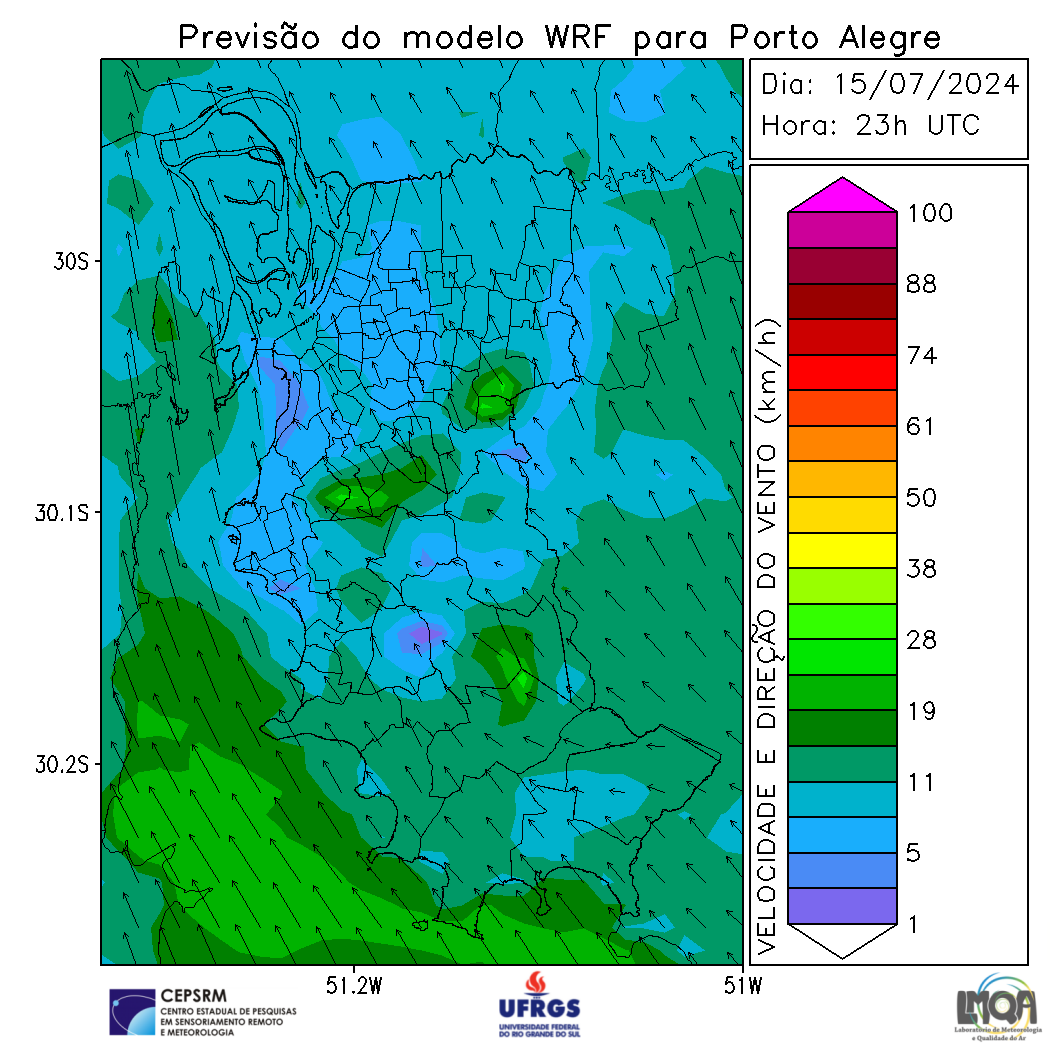 Previsão do modelo WRF para Porto Alegre
Dia: 15/07/2024
Hora: 23h UTC
30S
30.1S
30.2S
51.2W
51W
VELOCIDADE E DIREÇÃO DO VENTO (km/h)
100
88
74
61
50
38
28
19
11
5
1
CEPSRM
CENTRO ESTADUAL DE PESQUISAS
EM SENSORIAMENTO REMOTO
E METEOROLOGIA
UFRGS
UNIVERSIDADE FEDERAL
DO RIO GRANDE DO SUL
LMQA
Laboratório de Meteorologia
e Qualidade do Ar